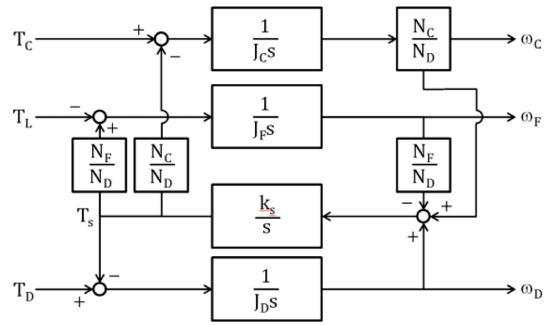 T_C + − 1 / J_C s N_C / N_D ω_C
T_L − + 1 / J_F s ω_F
N_F / N_D N_C / N_D N_F / N_D
T_s k_s / s − + +
T_D + − 1 / J_D s ω_D